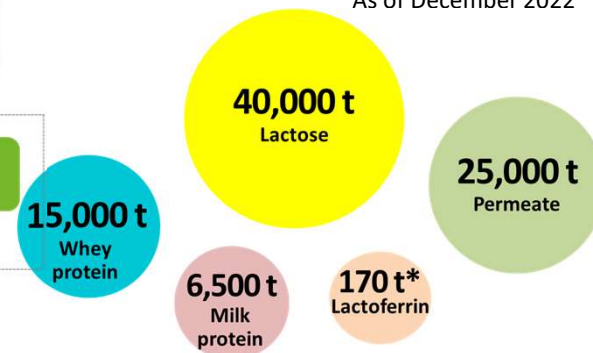 As of December 2022
40,000 t
Lactose
25,000 t
Permeate
15,000 t
Whey
protein
6,500 t
Milk
protein
170 t*
Lactoferrin